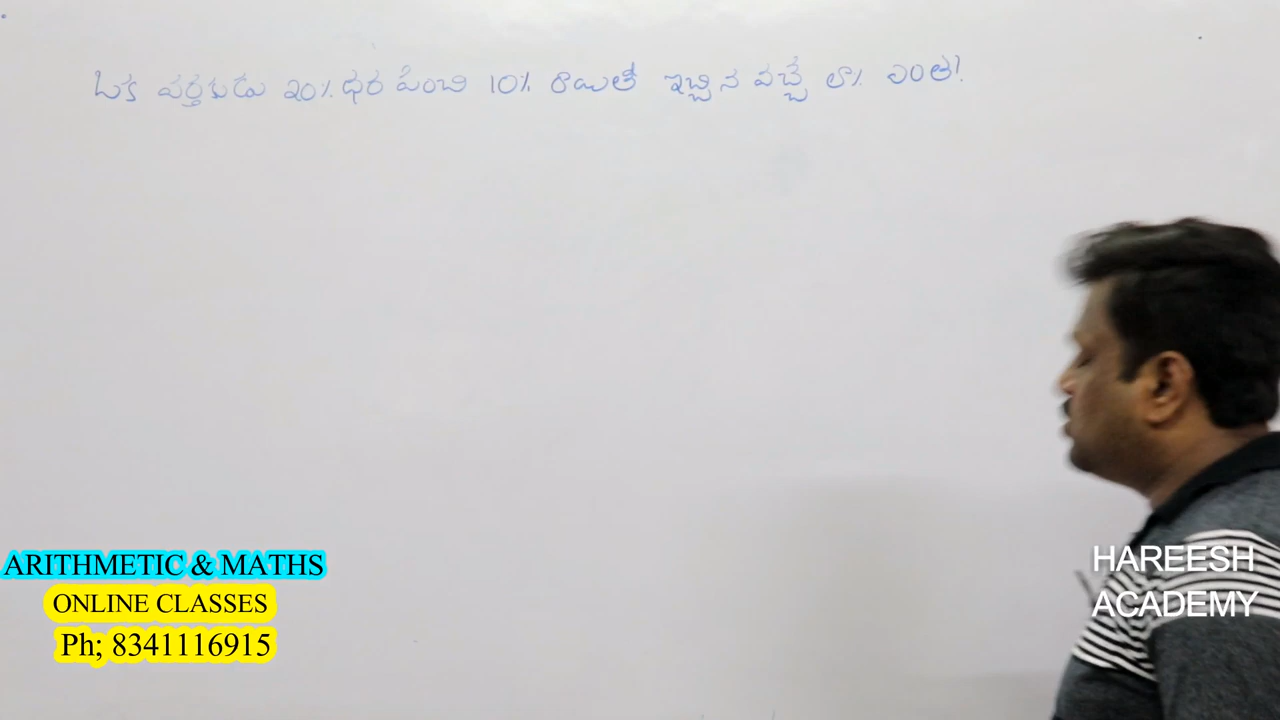 ఒక వర్తకుడు 20% ధర పెంచి 10% రాయితీ ఇచ్చిన వచ్చే లా% ఎంత?
ARITHMETIC & MATHS
ONLINE CLASSES
Ph; 8341116915
HAREESH
ACADEMY